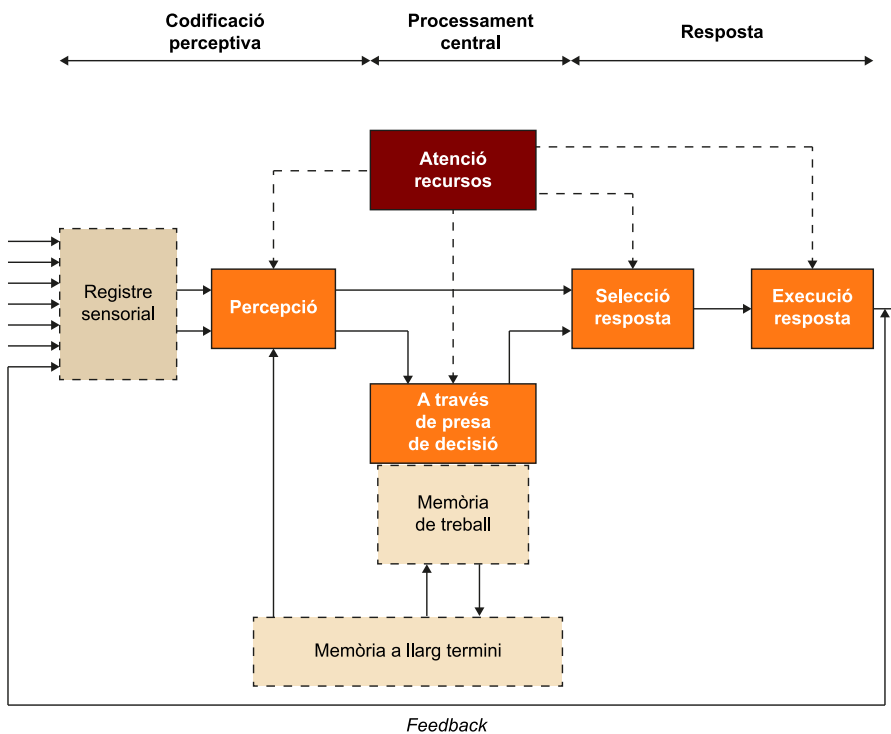 Codificació
perceptiva
Processament
central
Resposta
Atenció
recursos
Registre
sensorial
Percepció
Selecció
resposta
Execució
resposta
A través
de presa
de decisió
Memòria
de treball
Memòria a llarg termini
Feedback